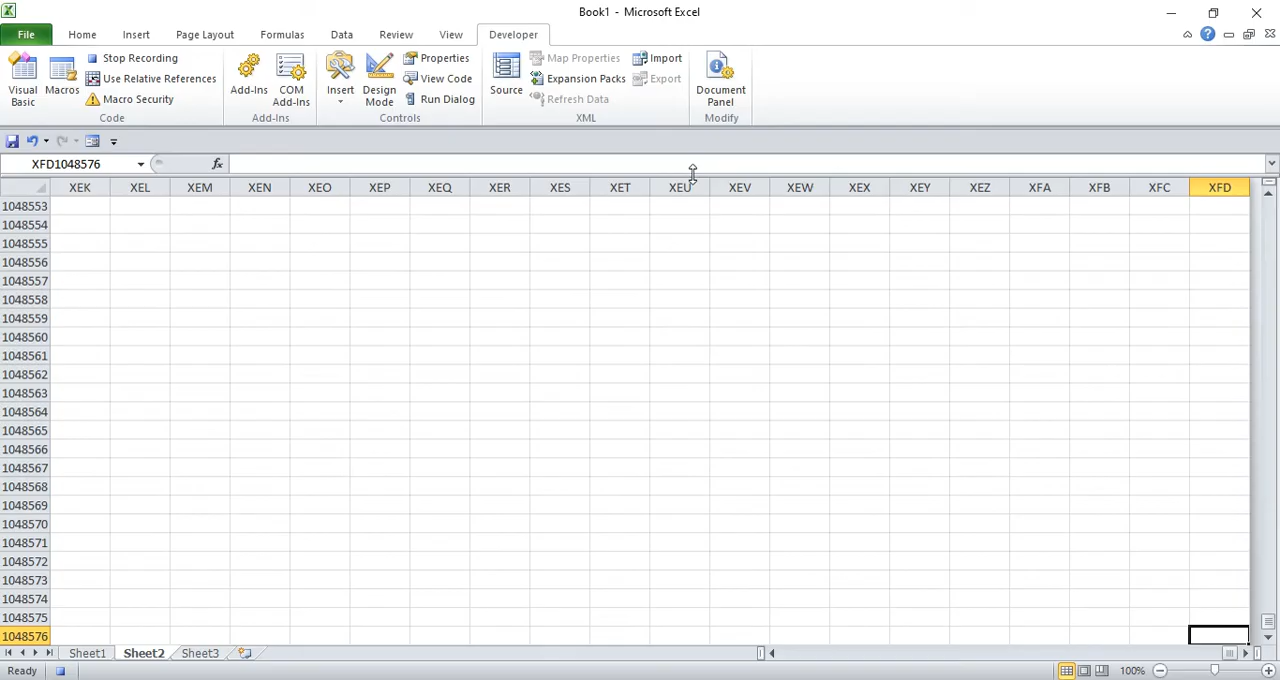 Book1 - Microsoft Excel
File Home Insert Page Layout Formulas Data Review View Developer
Visual Basic
Macros
Stop Recording
Use Relative References
Macro Security
Code
Add-Ins
COM Add-Ins
Add-Ins
Insert
Design Mode
Properties
View Code
Run Dialog
Controls
Source
Map Properties
Expansion Packs
Refresh Data
Import
Export
XML
Document Panel
Modify
XFD1048576 fx
XEK XEL XEM XEN XEO XEP XEQ XER XES XET XEU XEV XEW XEX XEY XEZ XFA XFB XFC XFD
1048553
1048554
1048555
1048556
1048557
1048558
1048559
1048560
1048561
1048562
1048563
1048564
1048565
1048566
1048567
1048568
1048569
1048570
1048571
1048572
1048573
1048574
1048575
1048576
Sheet1 Sheet2 Sheet3
Ready 100%